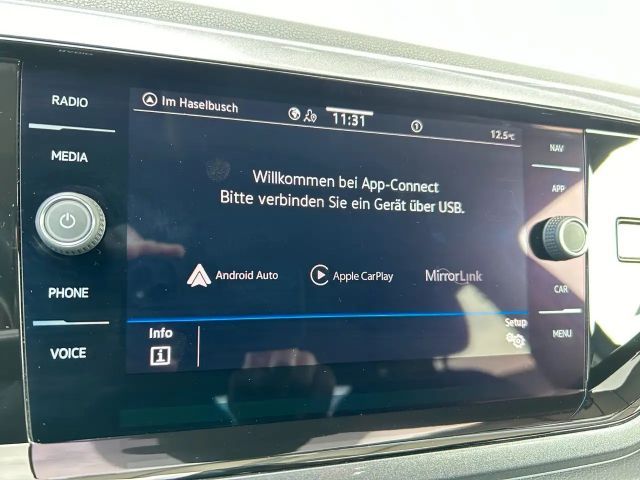 RADIO
MEDIA
PHONE
VOICE
Im Haselbusch
11:31
1
12.5°C
Willkommen bei App-Connect
Bitte verbinden Sie ein Gerät über USB.
Android Auto
Apple CarPlay
MirrorLink
Info
i
Setup
NAV
APP
CAR
MENU